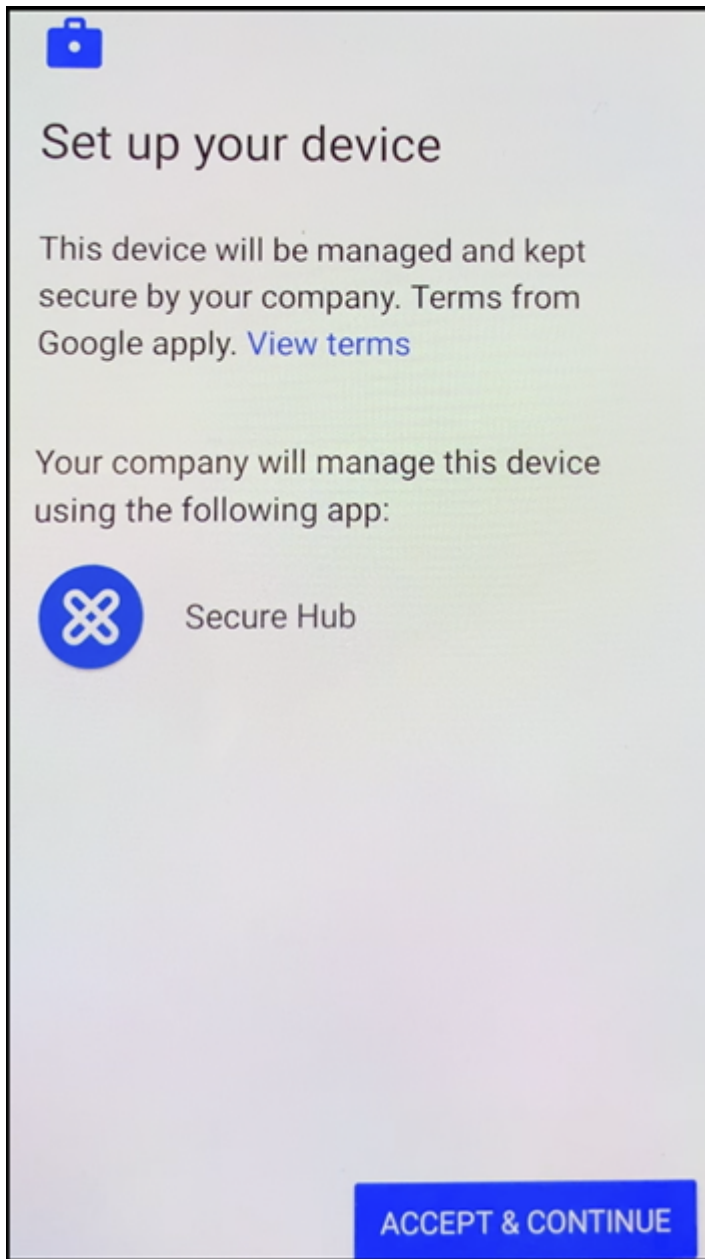 Set up your device
This device will be managed and kept
secure by your company. Terms from
Google apply. View terms
Your company will manage this device
using the following app:
Secure Hub
ACCEPT & CONTINUE